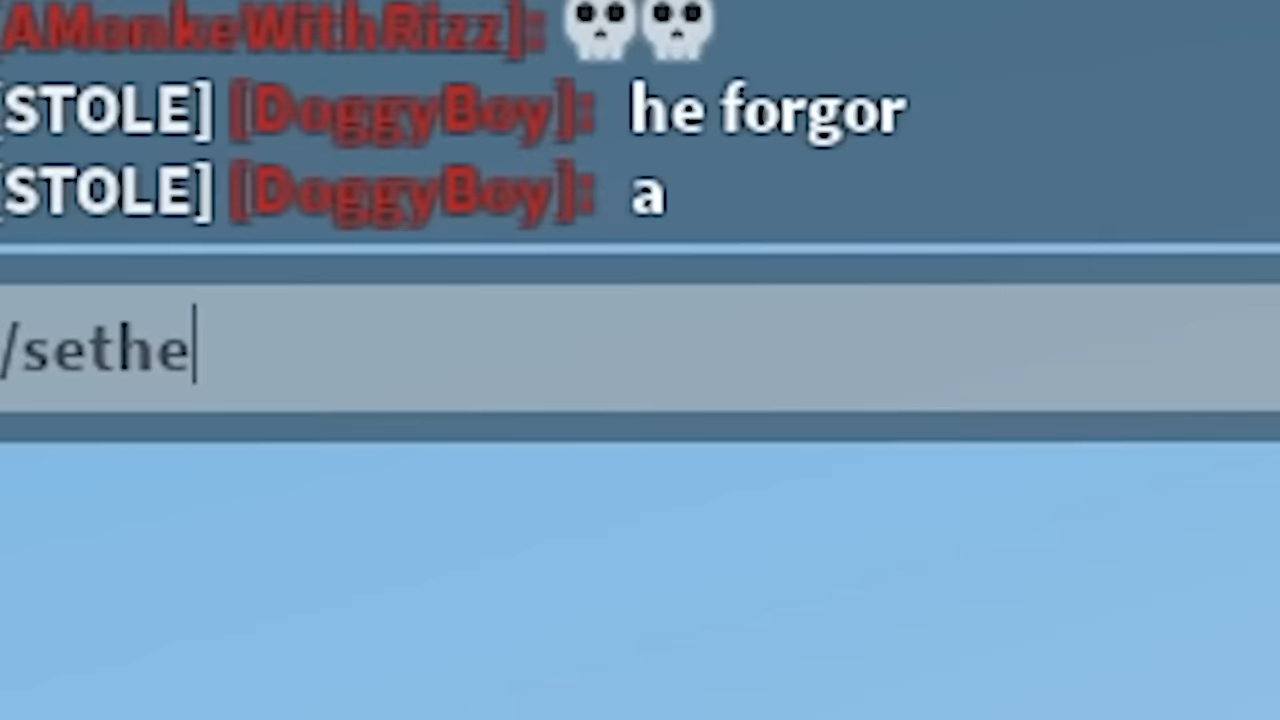 [AMonkeWithRizz]: 💀💀
[STOLE] [DoggyBoy]: he forgor
[STOLE] [DoggyBoy]: a
/sethe